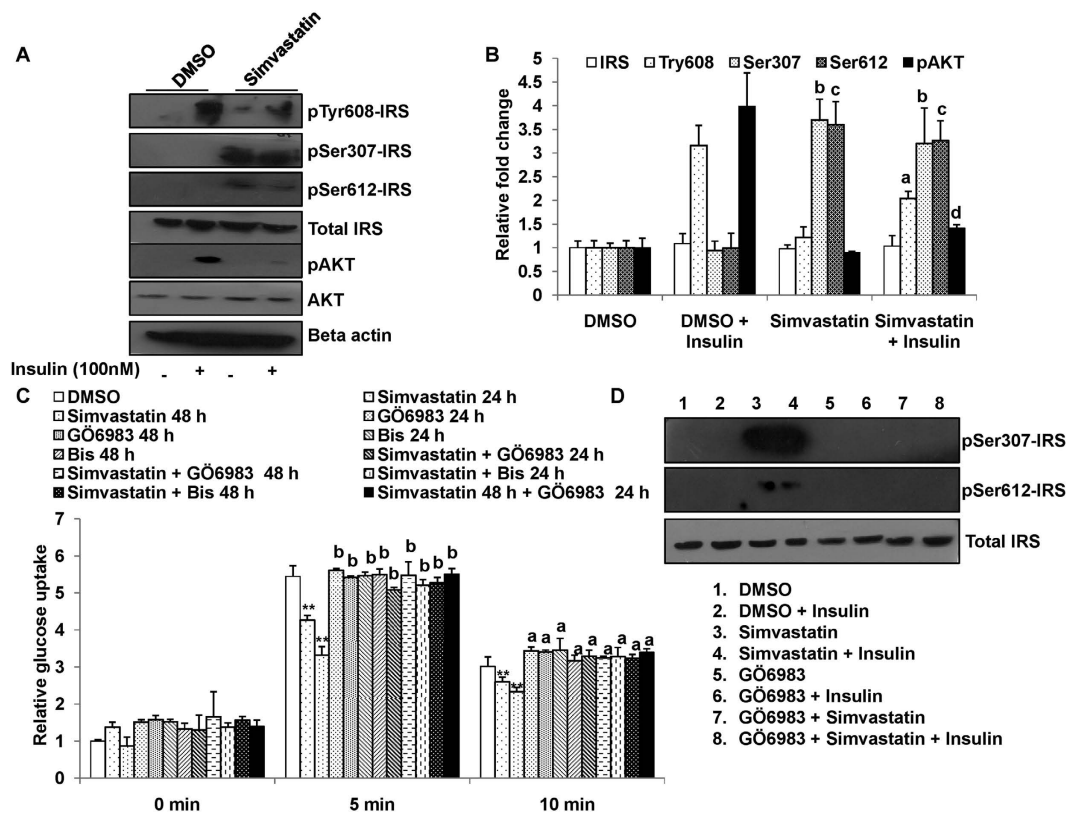 A
DMSO
Simvastatin
pTyr608-IRS
pSer307-IRS
pSer612-IRS
Total IRS
pAKT
AKT
Beta actin
Insulin (100nM) - + - +
B
IRS Try608 Ser307 Ser612 pAKT
Relative fold change
5
4.5
4
3.5
3
2.5
2
1.5
1
0.5
0
b c
a b c d
DMSO
DMSO + Insulin
Simvastatin
Simvastatin + Insulin
C
DMSO Simvastatin 24 h
Simvastatin 48 h GÖ6983 24 h
GÖ6983 48 h Bis 24 h
Bis 48 h Simvastatin + GÖ6983 24 h
Simvastatin + GÖ6983 48 h Simvastatin + Bis 24 h
Simvastatin + Bis 48 h Simvastatin 48 h + GÖ6983 24 h
Relative glucose uptake
7
6
5
4
3
2
1
0
** ** b b b b b b b b b
** ** a a a a a a a a a
0 min 5 min 10 min
D
1 2 3 4 5 6 7 8
pSer307-IRS
pSer612-IRS
Total IRS
1. DMSO
2. DMSO + Insulin
3. Simvastatin
4. Simvastatin + Insulin
5. GÖ6983
6. GÖ6983 + Insulin
7. GÖ6983 + Simvastatin
8. GÖ6983 + Simvastatin + Insulin